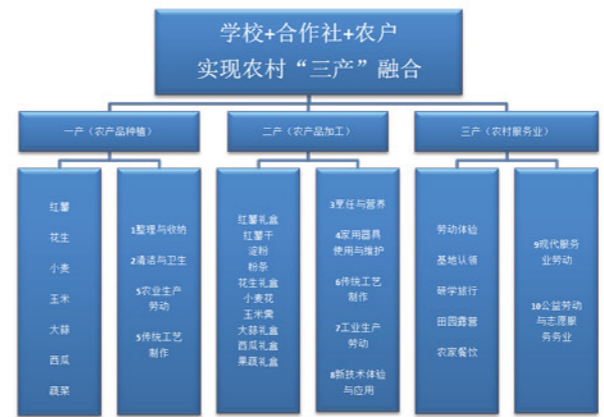 学校+合作社+农户
实现农村“三产”融合
一产（农产品种植）
二产（农产品加工）
三产（农村服务业）
红薯
花生
小麦
玉米
大蒜
西瓜
蔬菜
1整理与收纳
2清洁与卫生
5农业生产
劳动
5传统工艺
制作
红薯礼盒
红薯干
淀粉
粉条
花生礼盒
小麦花
玉米羹
大蒜礼盒
西瓜礼盒
果蔬礼盒
3烹任与营养
4家用器具
使用与维护
6传统工艺
制作
7工业生产
劳动
8新技术体验
与应用
劳动体验
基地认领
研学旅行
田园露营
农家餐饮
9现代服务
业劳动
10公益劳动
与志愿服
务务业